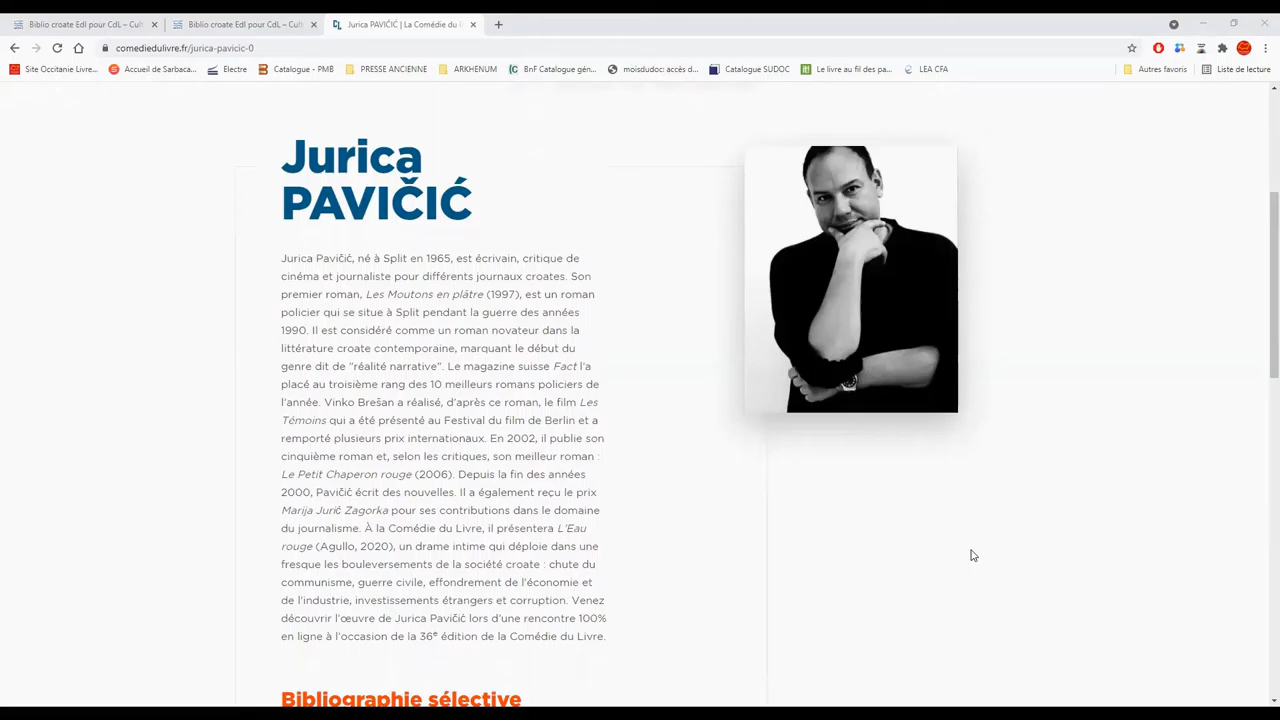 Biblio croate EdI pour CdL – Cult
Biblio croate EdI pour CdL – Cult
Jurica PAVIČIĆ | La Comédie du
comediedulivre.fr/jurica-pavicic-0
Site Occitanie Livre...
Accueil de Sarbaca...
Electre
Catalogue - PMB
PRESSE ANCIENNE
ARKHENUM
BnF Catalogue gén...
moisdudoc: accès d...
Catalogue SUDOC
Le livre au fil des pa...
LEA CFA
Autres favoris
Liste de lecture
Jurica
PAVIČIĆ
Jurica Pavičić, né à Split en 1965, est écrivain, critique de
cinéma et journaliste pour différents journaux croates. Son
premier roman, Les Moutons en plâtre (1997), est un roman
policier qui se situe à Split pendant la guerre des années
1990. Il est considéré comme un roman novateur dans la
littérature croate contemporaine, marquant le début du
genre dit de "réalité narrative". Le magazine suisse Fact l'a
placé au troisième rang des 10 meilleurs romans policiers de
l'année. Vinko Brešan a réalisé, d'après ce roman, le film Les
Témoins qui a été présenté au Festival du film de Berlin et a
remporté plusieurs prix internationaux. En 2002, il publie son
cinquième roman et, selon les critiques, son meilleur roman :
Le Petit Chaperon rouge (2006). Depuis la fin des années
2000, Pavičić écrit des nouvelles. Il a également reçu le prix
Marija Jurić Zagorka pour ses contributions dans le domaine
du journalisme. À la Comédie du Livre, il présentera L'Eau
rouge (Agullo, 2020), un drame intime qui déploie dans une
fresque les bouleversements de la société croate : chute du
communisme, guerre civile, effondrement de l'économie et
de l'industrie, investissements étrangers et corruption. Venez
découvrir l'œuvre de Jurica Pavičić lors d'une rencontre 100%
en ligne à l'occasion de la 36e édition de la Comédie du Livre.
Bibliographie sélective